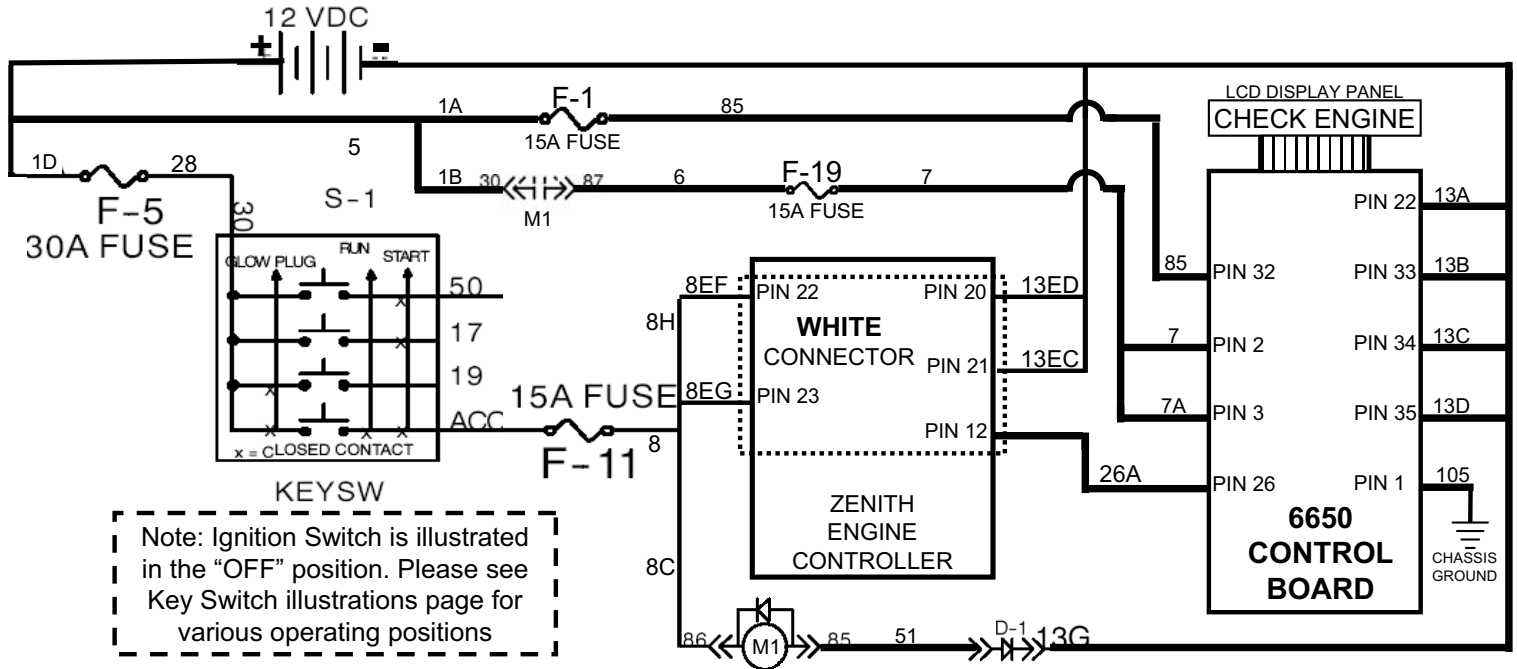 12 VDC
+
-
LCD DISPLAY PANEL
CHECK ENGINE
1A
F-1
85
15A FUSE
5
1D
28
F-5
30A FUSE
S-1
1B
30
87
M1
6
F-19
7
15A FUSE
30
GLOW PLUG
RUN
START
50
17
19
ACC
x = CLOSED CONTACT
KEYSW
15A FUSE
F-11
8
8H
8EF
8EG
8C
PIN 22
PIN 23
WHITE
CONNECTOR
PIN 20
PIN 21
PIN 12
13ED
13EC
26A
ZENITH
ENGINE
CONTROLLER
85
7
7A
PIN 32
PIN 2
PIN 3
PIN 26
PIN 22
PIN 33
PIN 34
PIN 35
PIN 1
13A
13B
13C
13D
105
6650
CONTROL
BOARD
CHASSIS
GROUND
Note: Ignition Switch is illustrated
in the “OFF” position. Please see
Key Switch illustrations page for
various operating positions
86
M1
85
51
D-1
13G